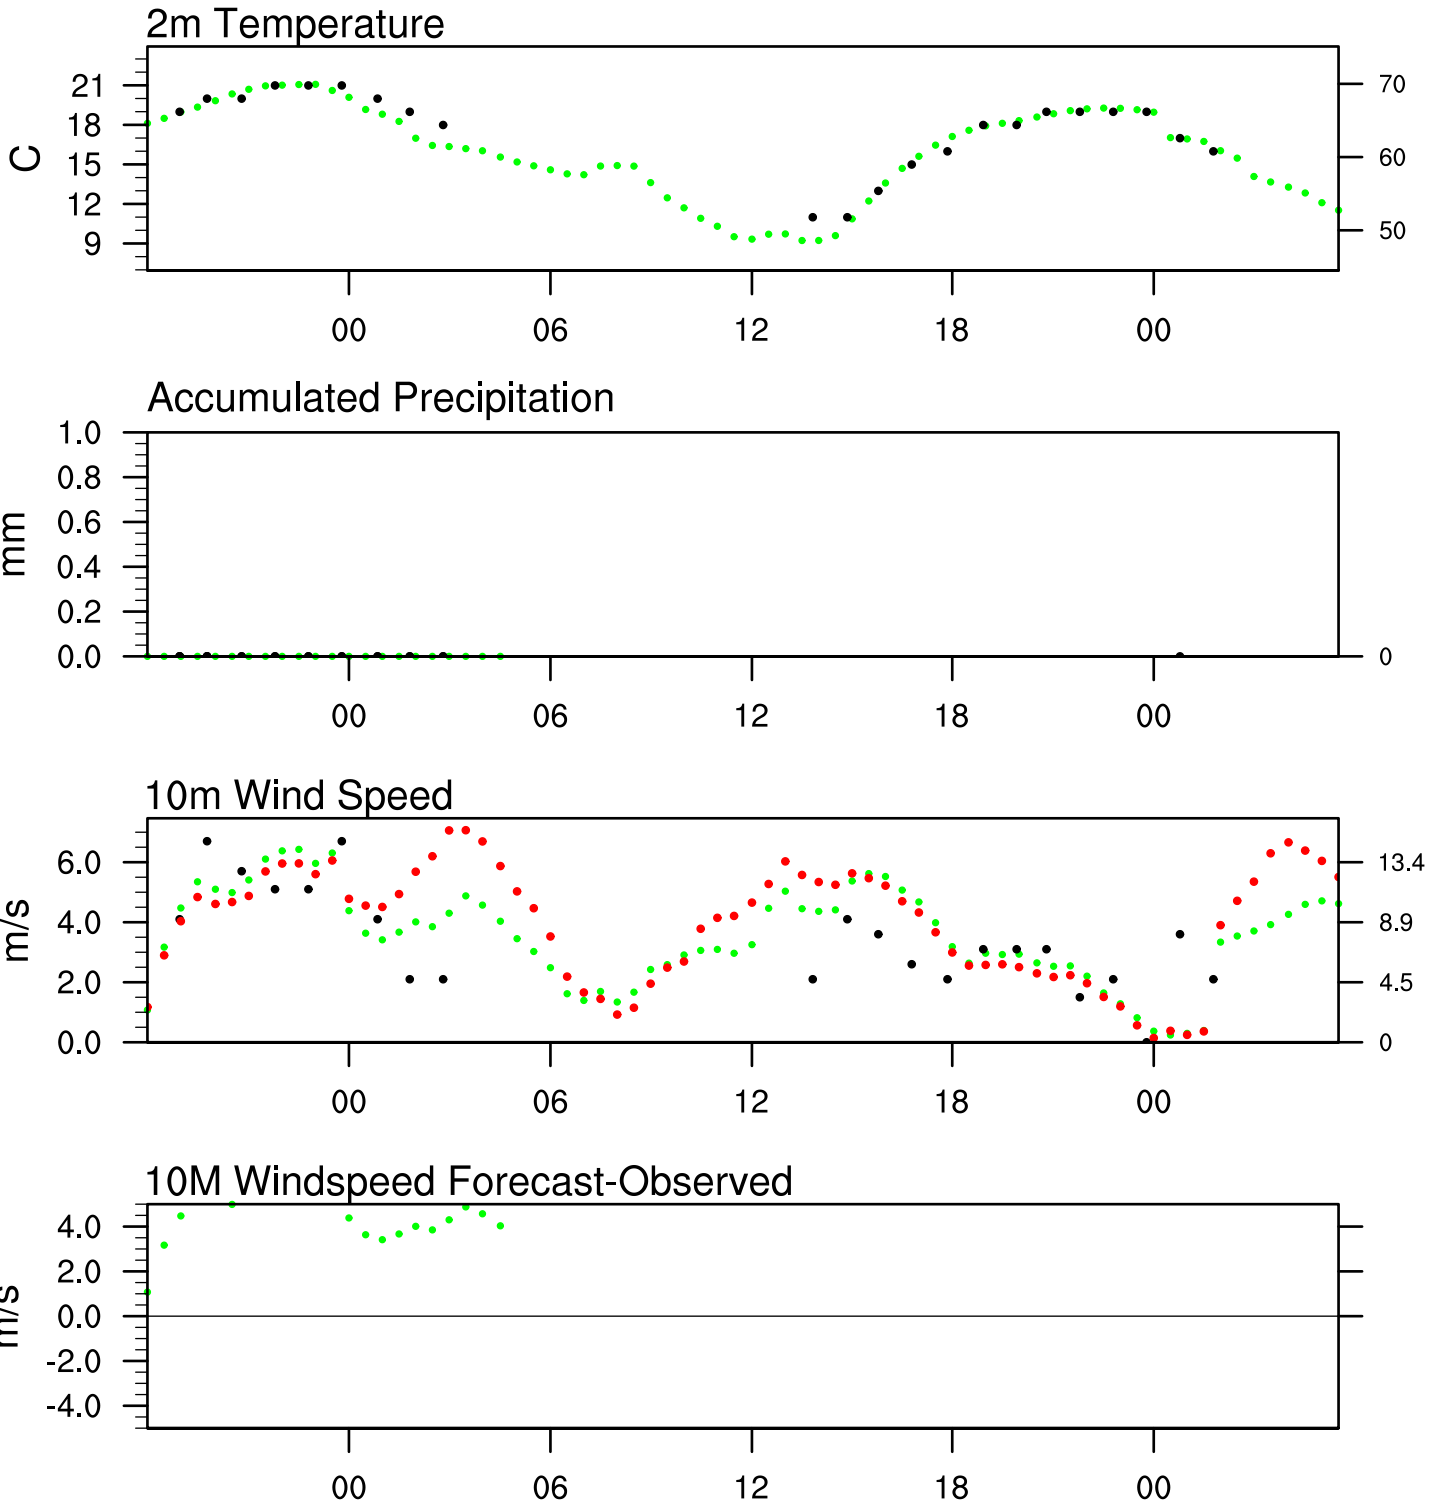 2m Temperature
21
18
15
12
9
C
70
60
50
00 06 12 18 00
Accumulated Precipitation
1.0
0.8
0.6
0.4
0.2
0.0
mm
0
00 06 12 18 00
10m Wind Speed
6.0
4.0
2.0
0.0
m/s
13.4
8.9
4.5
0
00 06 12 18 00
10M Windspeed Forecast-Observed
4.0
2.0
0.0
-2.0
-4.0
m/s
00 06 12 18 00